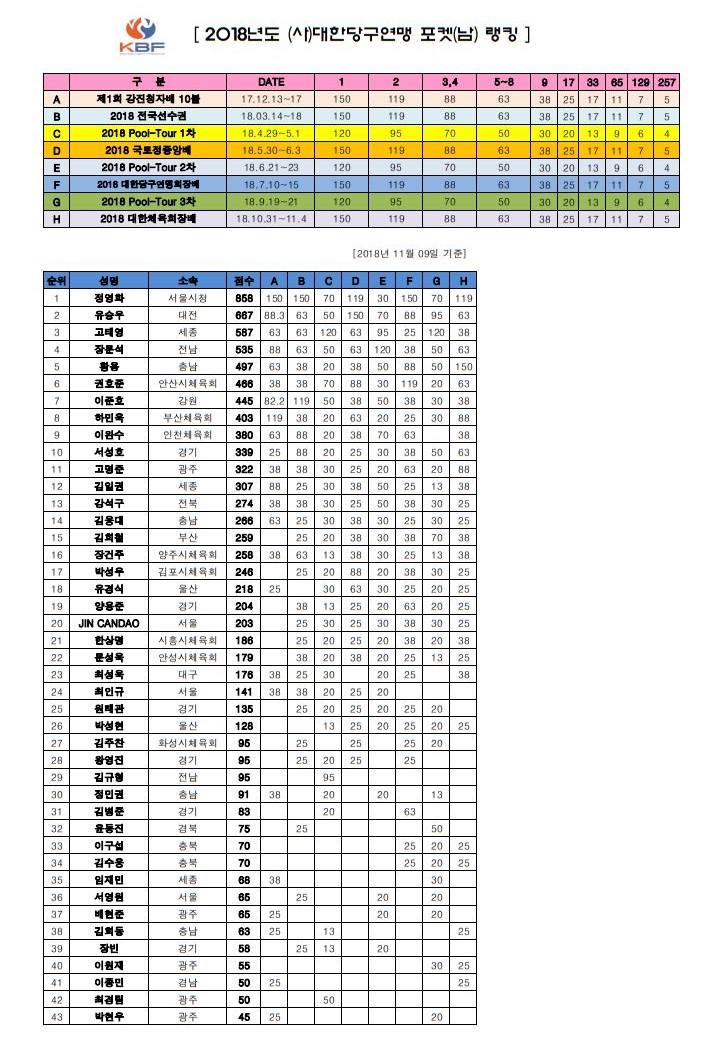 KBF
[ 2018년도 (사)대한당구연맹 포켓(남) 랭킹 ]
구 분 DATE 1 2 3,4 5~8 9 17 33 65 129 257
A 제1회 강진청자배 10볼 17.12.13~17 150 119 88 63 38 25 17 11 7 5
B 2018 전국선수권 18.03.14~18 150 119 88 63 38 25 17 11 7 5
C 2018 Pool-Tour 1차 18.4.29~5.1 120 95 70 50 30 20 13 9 6 4
D 2018 국토정중앙배 18.5.30~6.3 150 119 88 63 38 25 17 11 7 5
E 2018 Pool-Tour 2차 18.6.21~23 120 95 70 50 30 20 13 9 6 4
F 2018 대한당구연맹회장배 18.7.10~15 150 119 88 63 38 25 17 11 7 5
G 2018 Pool-Tour 3차 18.9.19~21 120 95 70 50 30 20 13 9 6 4
H 2018 대한체육회장배 18.10.31~11.4 150 119 88 63 38 25 17 11 7 5
[2018년 11월 09일 기준]
순위 성명 소속 점수 A B C D E F G H
1 정영화 서울시청 858 150 150 70 119 30 150 70 119
2 유승우 대전 667 88.3 63 50 150 70 88 95 63
3 고태영 세종 587 63 63 120 63 95 25 120 38
4 장문석 전남 535 88 63 50 63 120 38 50 63
5 황용 충남 497 63 38 20 38 50 88 50 150
6 권호준 안산시체육회 466 38 38 70 88 30 119 20 63
7 이준호 강원 445 82.2 119 50 38 50 38 30 38
8 하민욱 부산체육회 403 119 38 20 63 20 25 30 88
9 이완수 인천체육회 380 63 88 20 38 70 63 38
10 서성호 경기 339 25 88 20 25 30 38 50 63
11 고명준 광주 322 38 38 30 25 20 63 20 88
12 김일권 세종 307 88 25 30 38 50 25 13 38
13 강석구 전북 274 38 38 30 25 50 38 30 25
14 김웅대 충남 266 63 25 30 38 30 25 30 25
15 김희철 부산 259 25 20 38 30 38 70 38
16 장건주 양주시체육회 258 38 63 13 38 30 25 13 38
17 박성우 김포시체육회 246 25 20 88 20 38 30 25
18 유경식 울산 218 25 30 63 30 25 20 25
19 양용준 경기 204 38 13 25 20 63 20 25
20 JIN CANDAO 서울 203 25 30 25 30 38 30 25
21 한상명 시흥시체육회 186 25 20 25 20 38 20 38
22 문성욱 안성시체육회 179 38 20 38 20 25 13 25
23 최성욱 대구 176 38 25 30 20 25 38
24 최인규 서울 141 38 38 20 25 20
25 원태관 경기 135 25 20 25 20 25 20
26 박성현 울산 128 13 25 20 25 20 25
27 김주찬 화성시체육회 95 25 25 25 20
28 왕영진 경기 95 25 20 25 25
29 김규형 전남 95 95
30 정민권 충남 91 38 20 20 13
31 김병준 경기 83 20 63
32 윤동진 경북 75 25 50
33 이구섭 충북 70 25 20 25
34 김수웅 충북 70 25 20 25
35 임재민 세종 68 38 30
36 서영원 서울 65 25 20 20
37 배현준 광주 65 25 20 20
38 김희동 충남 63 25 13 25
39 장빈 경기 58 25 13 20
40 이원재 광주 55 30 25
41 이종민 경남 50 25 25
42 최경림 광주 50 50
43 박현우 광주 45 25 20